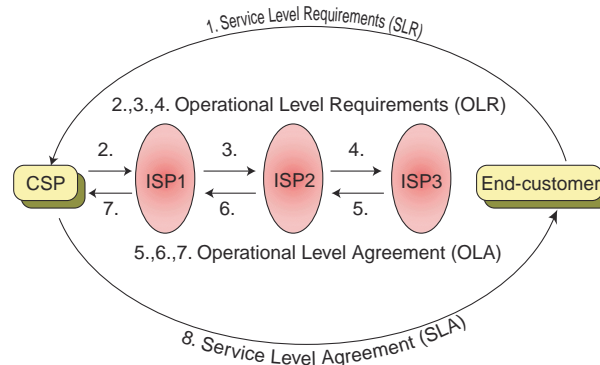 1. Service Level Requirements (SLR)
2.,3.,4. Operational Level Requirements (OLR)
2.
3.
4.
CSP
ISP1
ISP2
ISP3
End-customer
7.
6.
5.
5.,6.,7. Operational Level Agreement (OLA)
8. Service Level Agreement (SLA)